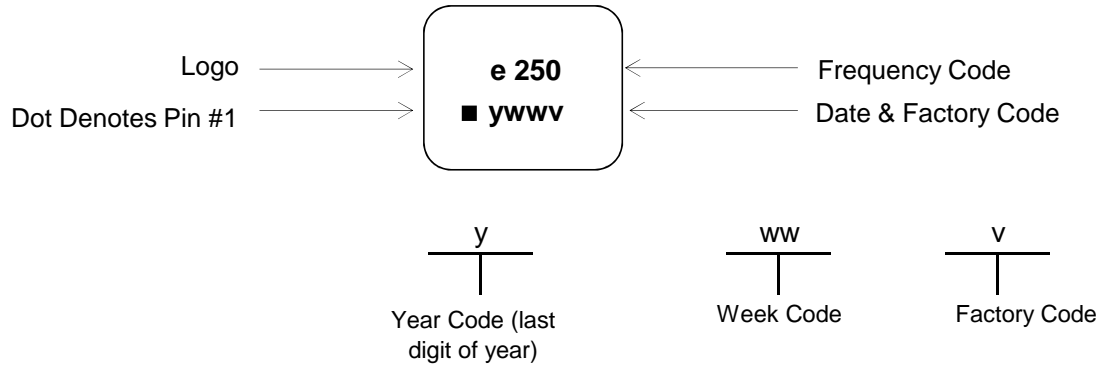 Logo
e 250
Frequency Code
Dot Denotes Pin #1
■ ywwv
Date & Factory Code
y
ww
v
Year Code (last
digit of year)
Week Code
Factory Code